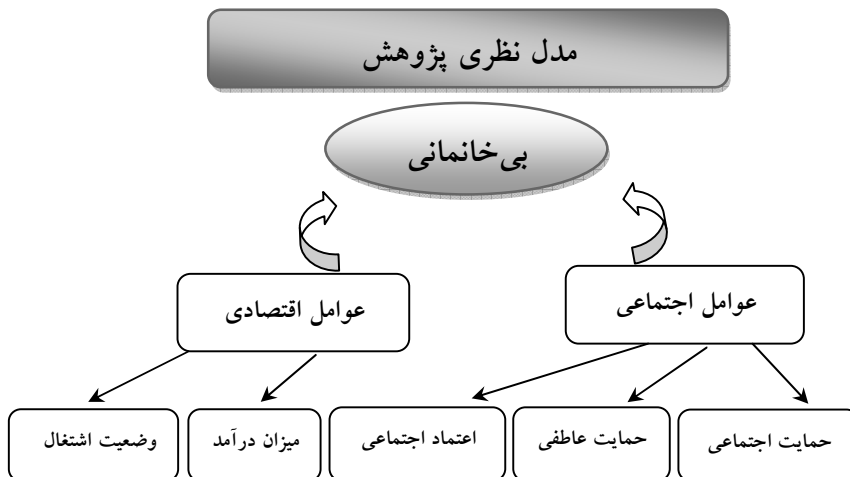 مدل نظری پژوهش
بی‌خانمانی
عوامل اجتماعی
عوامل اقتصادی
حمایت اجتماعی
حمایت عاطفی
اعتماد اجتماعی
میزان درآمد
وضعیت اشتغال